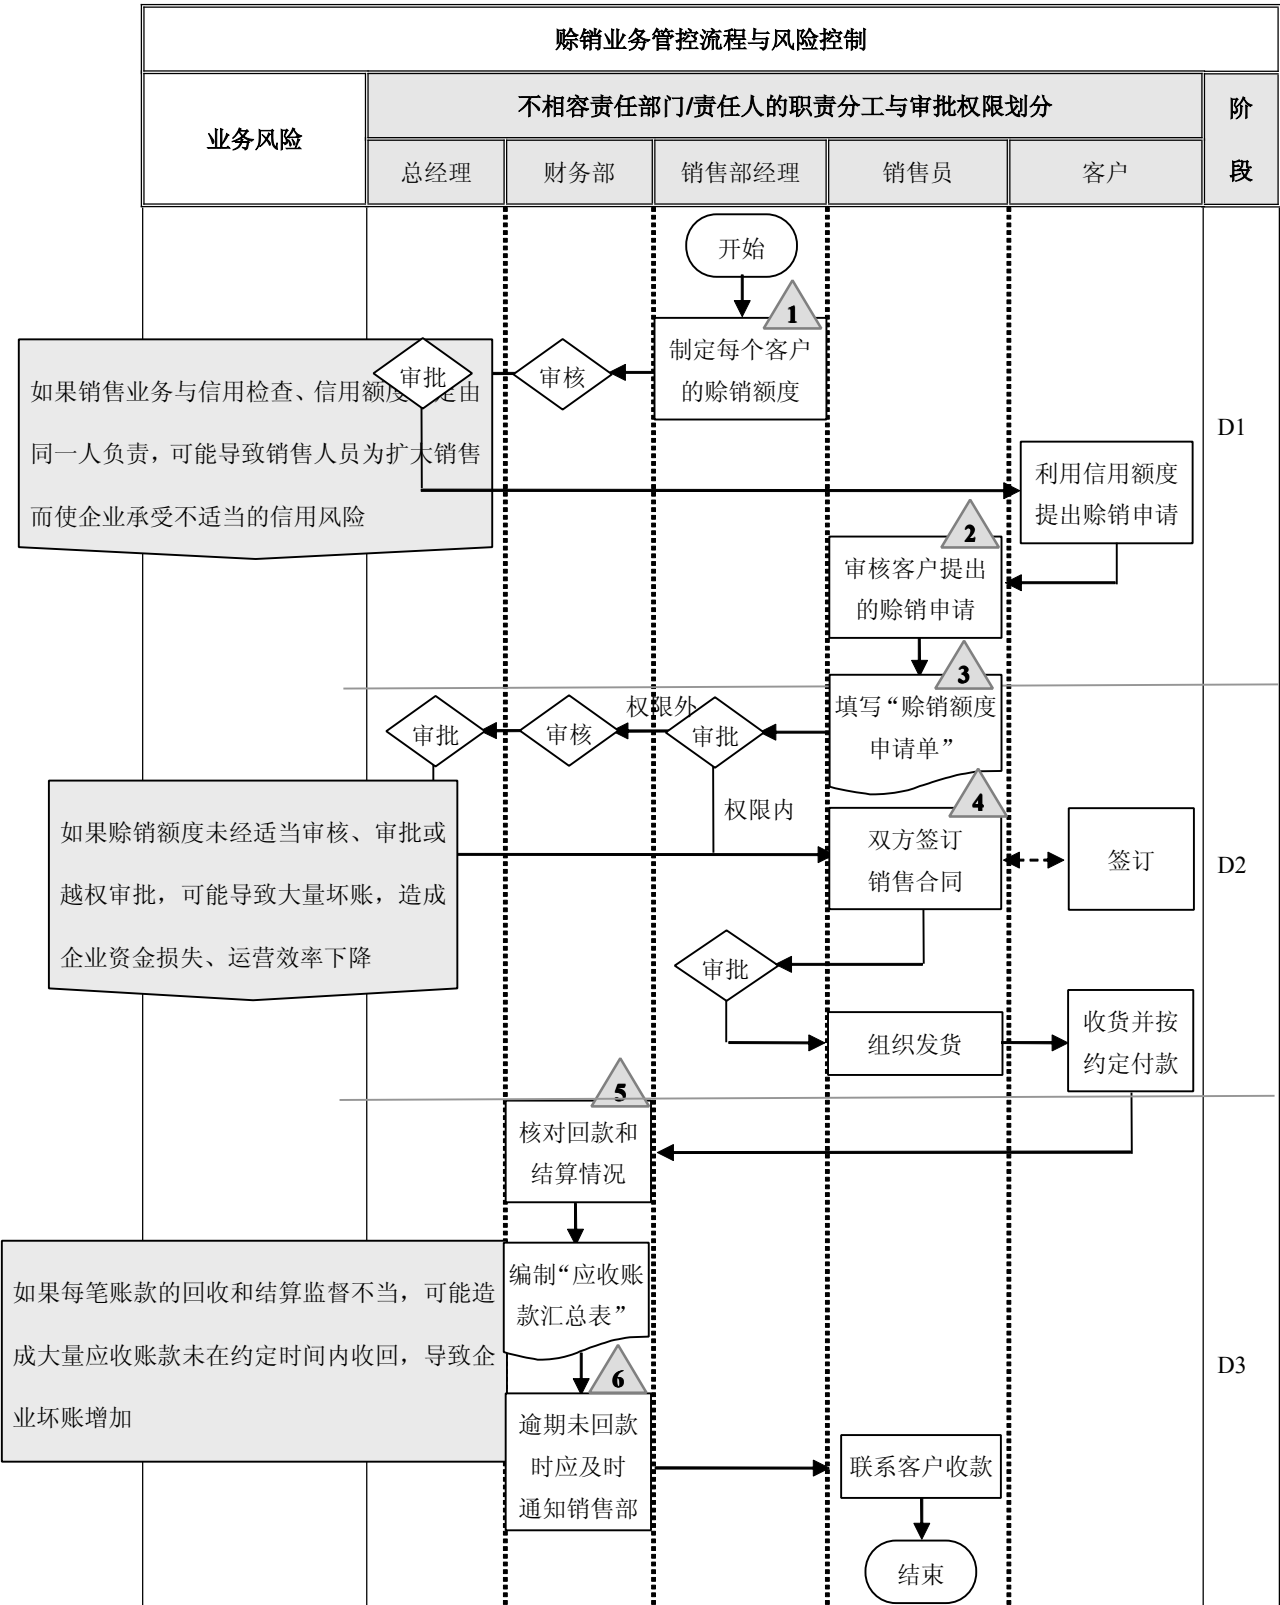 赊销业务管控流程与风险控制
业务风险
不相容责任部门/责任人的职责分工与审批权限划分
阶
段
总经理
财务部
销售部经理
销售员
客户
开始
1
制定每个客户
的赊销额度
审核
审批
如果销售业务与信用检查、信用额度
定由
同一人负责，可能导致销售人员为扩大销售
而使企业承受不适当的信用风险
D1
利用信用额度
提出赊销申请
2
审核客户提出
的赊销申请
3
填写“赊销额度
申请单”
权限外
审批
审核
审批
权限内
如果赊销额度未经适当审核、审批或
越权审批，可能导致大量坏账，造成
企业资金损失、运营效率下降
4
双方签订
销售合同
签订
D2
审批
组织发货
收货并按
约定付款
5
核对回款和
结算情况
编制“应收账
款汇总表”
如果每笔账款的回收和结算监督不当，可能造
成大量应收账款未在约定时间内收回，导致企
业坏账增加
D3
6
逾期未回款
时应及时
通知销售部
联系客户收款
结束